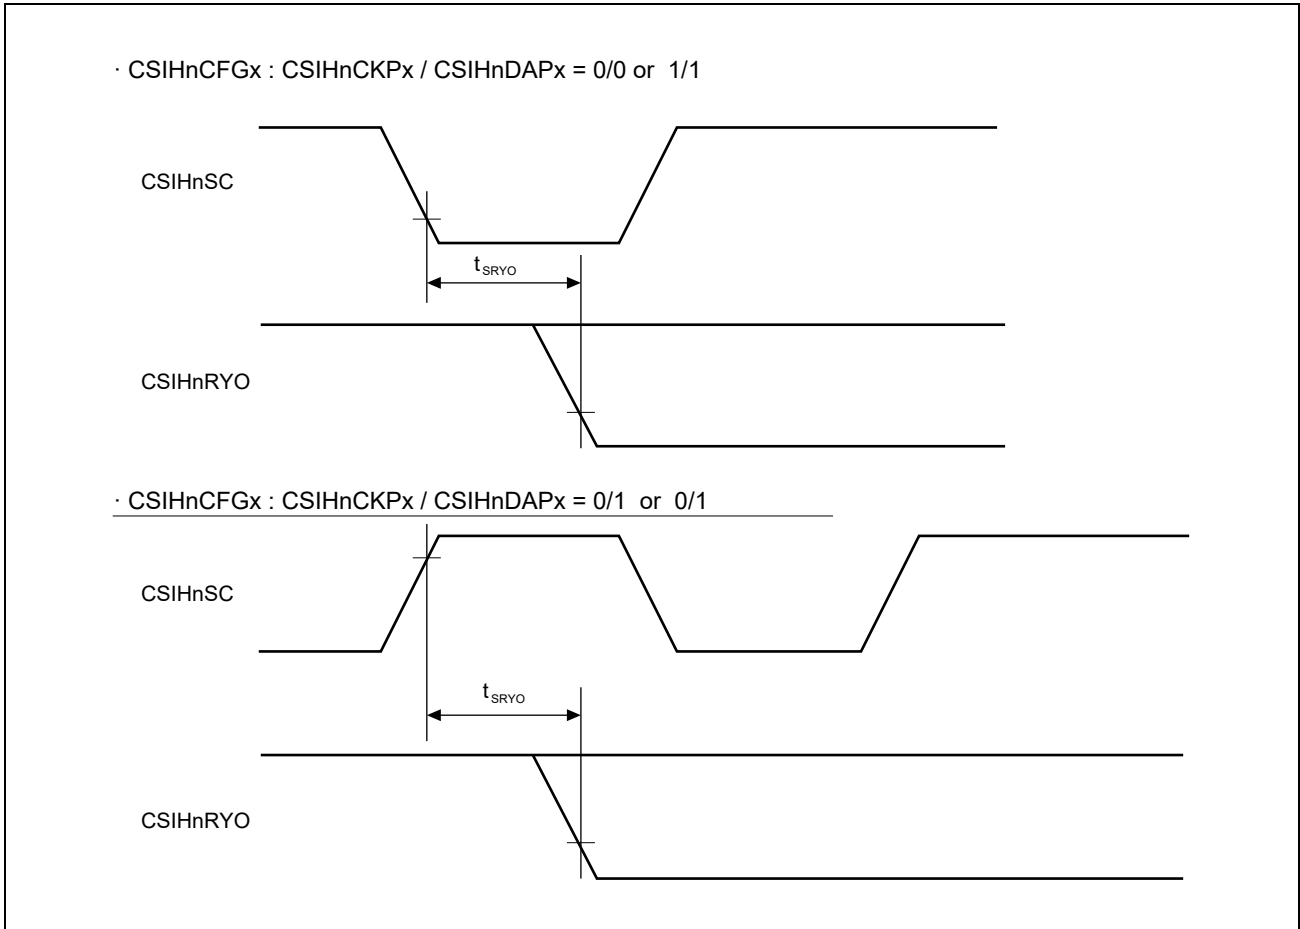 · CSIHnCFGx : CSIHnCKPx / CSIHnDAPx = 0/0 or 1/1
CSIHnSC
tSRYO
CSIHnRYO
· CSIHnCFGx : CSIHnCKPx / CSIHnDAPx = 0/1 or 0/1
CSIHnSC
tSRYO
CSIHnRYO